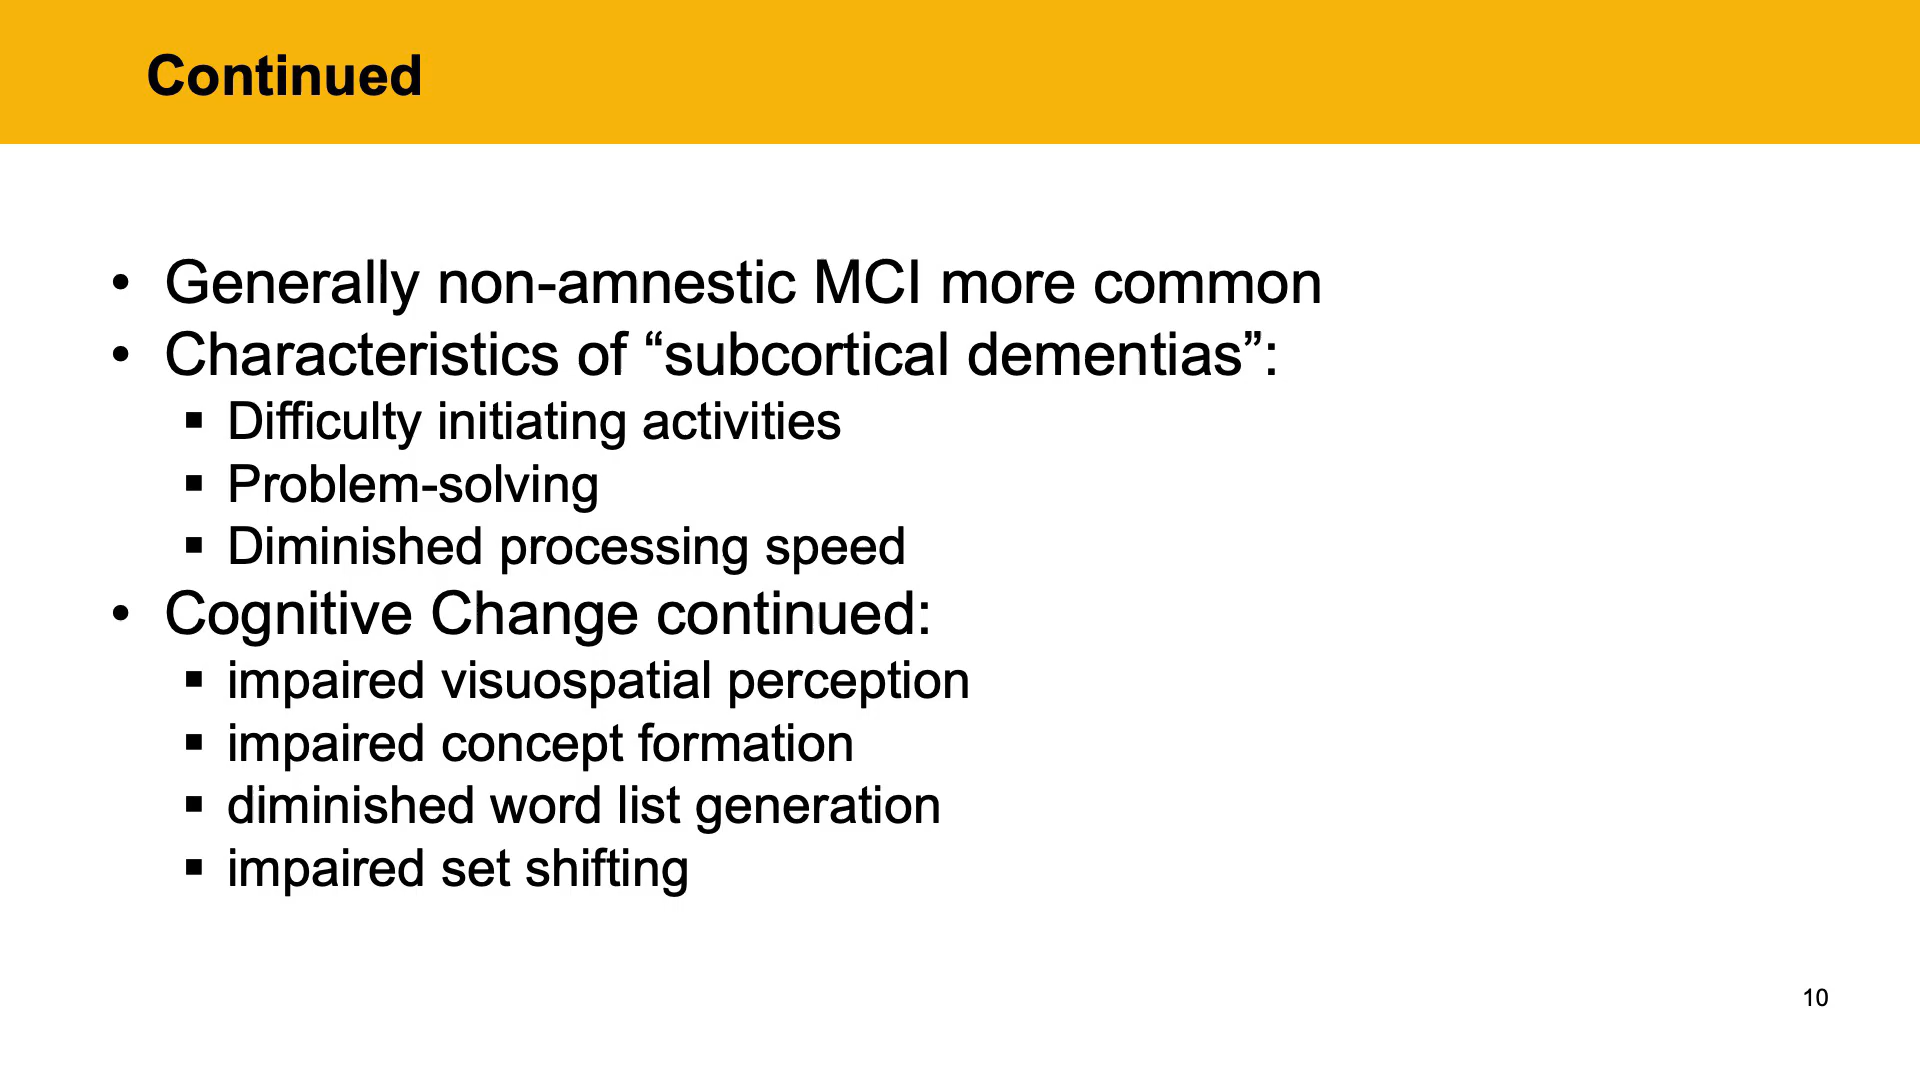 Continued
• Generally non-amnestic MCI more common
• Characteristics of “subcortical dementias”:
▪ Difficulty initiating activities
▪ Problem-solving
▪ Diminished processing speed
• Cognitive Change continued:
▪ impaired visuospatial perception
▪ impaired concept formation
▪ diminished word list generation
▪ impaired set shifting
10